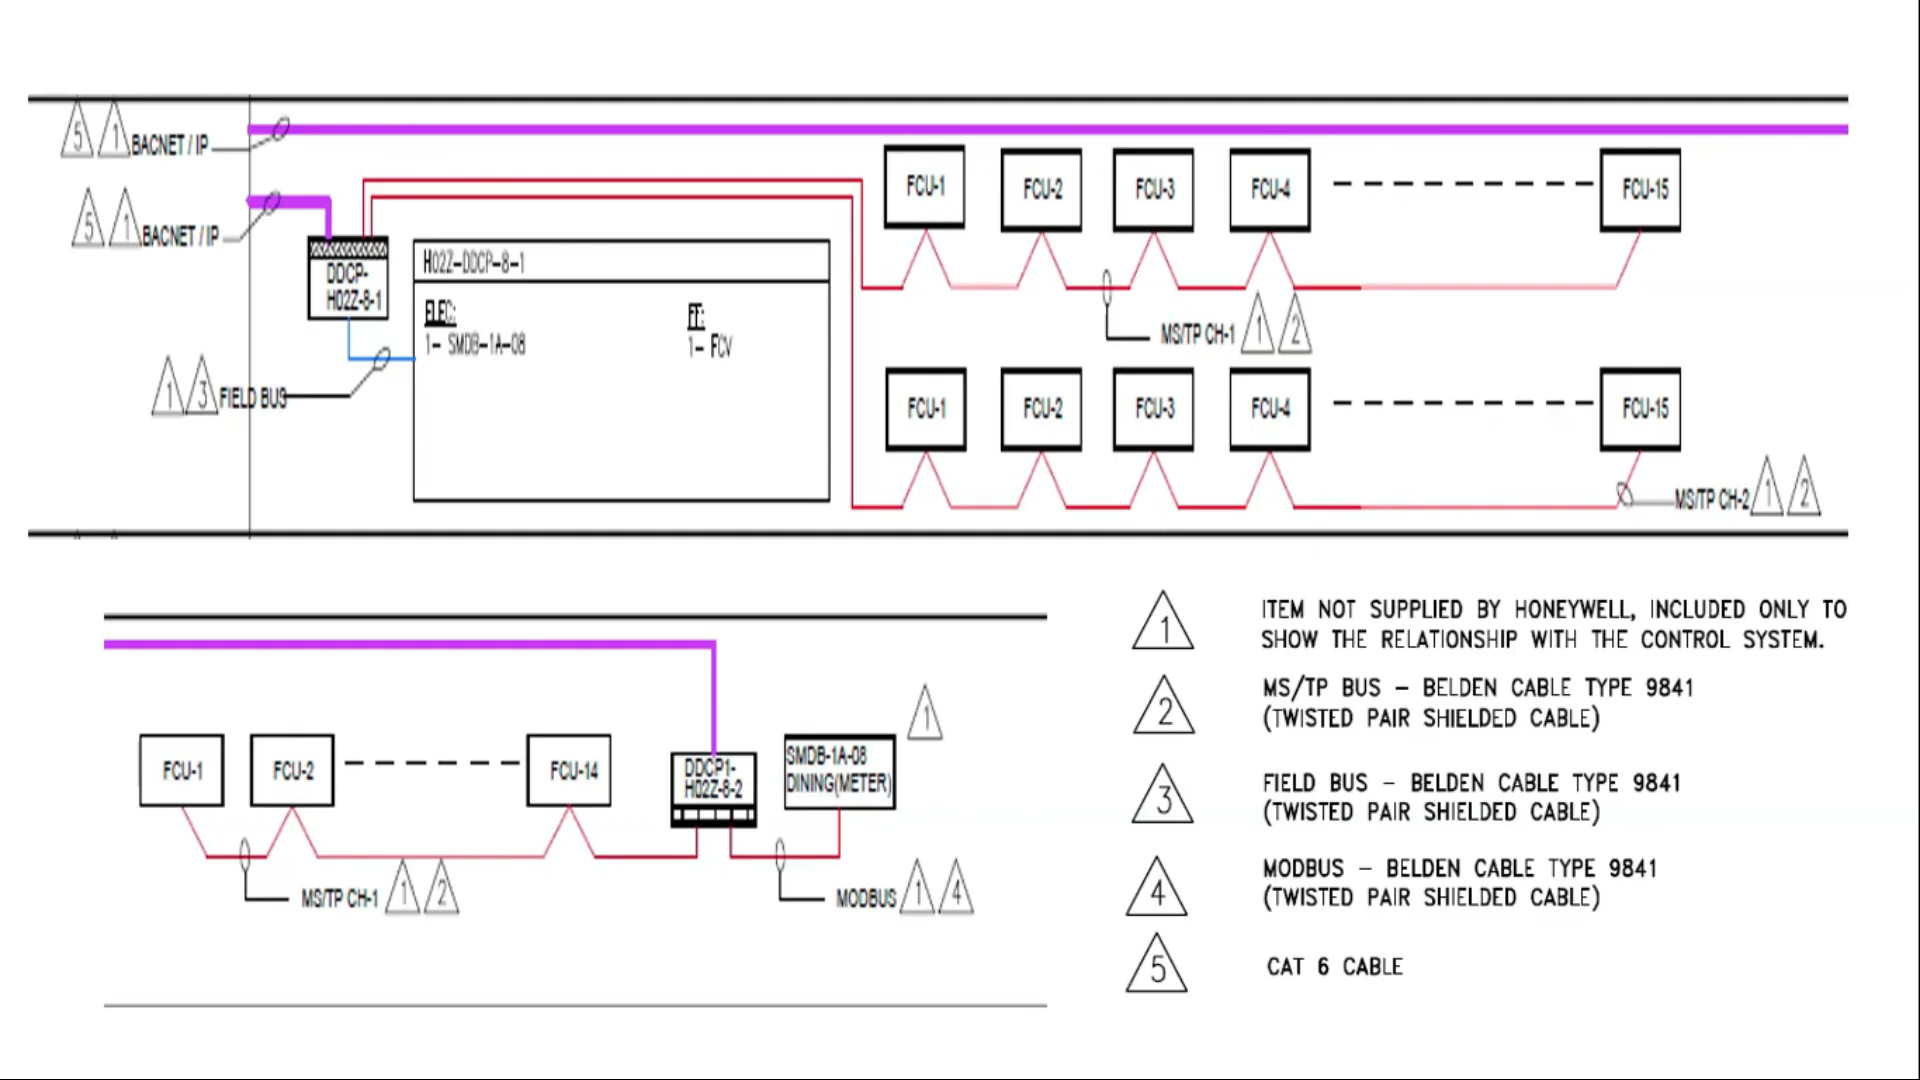 5 1 BACNET / IP
5 1 BACNET / IP
DDCP-
H02Z-8-1
1 3 FIELD BUS
H02Z-DDCP-8-1
ELEC:
1- SMDB-1A-08
FF:
1- FCV
FCU-1
FCU-2
FCU-3
FCU-4
FCU-15
MS/TP CH-1 1 2
FCU-1
FCU-2
FCU-3
FCU-4
FCU-15
MS/TP CH-2 1 2
FCU-1
FCU-2
FCU-14
DDCP1-
H02Z-8-2
SMDB-1A-08
DINING(METER)
1
MS/TP CH-1 1 2
MODBUS 1 4
1 ITEM NOT SUPPLIED BY HONEYWELL, INCLUDED ONLY TO
SHOW THE RELATIONSHIP WITH THE CONTROL SYSTEM.
2 MS/TP BUS – BELDEN CABLE TYPE 9841
(TWISTED PAIR SHIELDED CABLE)
3 FIELD BUS – BELDEN CABLE TYPE 9841
(TWISTED PAIR SHIELDED CABLE)
4 MODBUS – BELDEN CABLE TYPE 9841
(TWISTED PAIR SHIELDED CABLE)
5 CAT 6 CABLE